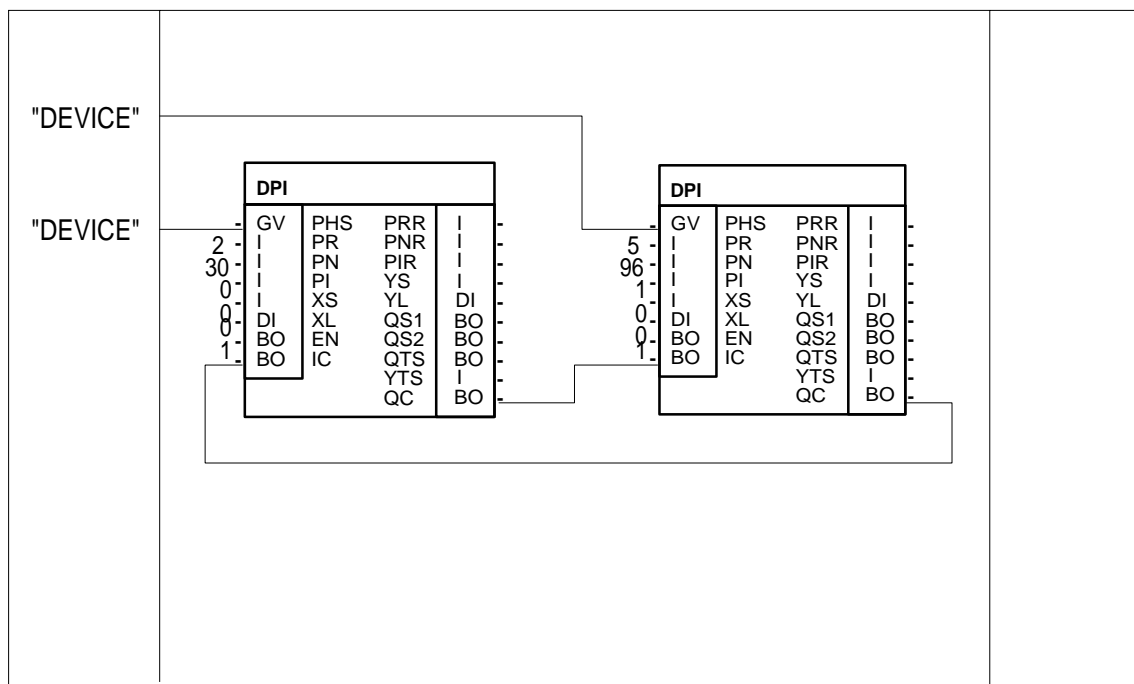 "DEVICE"
DPI DPI
"DEVICE"
GV PHS PRR I GV PHS PRR I
2 I PR PNR I 5 I PR PNR I
30 I PN PIR I 96 I PN PIR I
0 I PI YS I 1 I PI YS I
0 I XS YL DI 0 I XS YL DI
0 DI XL QS1 BO 0 DI XL QS1 BO
1 BO EN QS2 BO 1 BO EN QS2 BO
BO IC QTS BO BO IC QTS BO
YTS I YTS I
QC BO QC BO